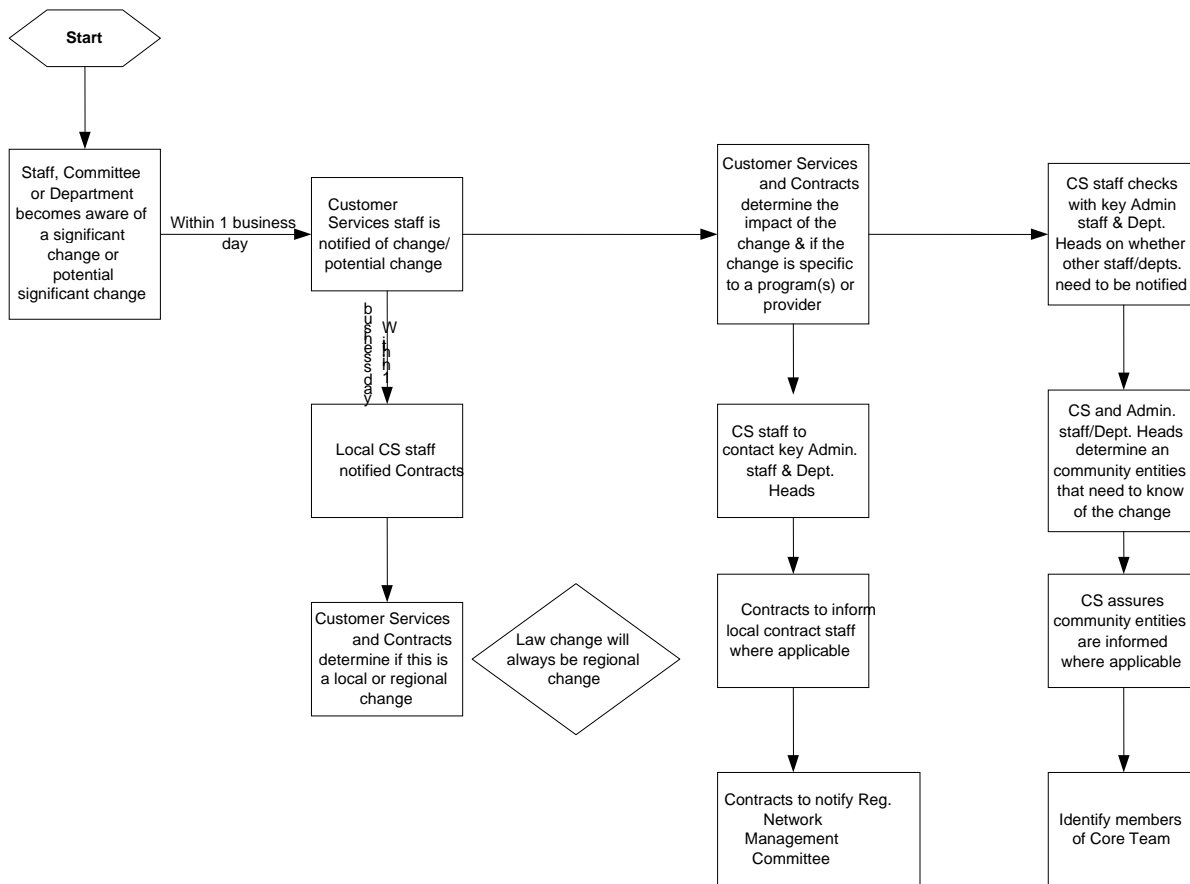 Start
Staff, Committee
or Department
becomes aware of
a significant
change or
potential
significant change
Within 1 business
day
Customer
Services staff is
notified of change/
potential change
Within 1
business day
Local CS staff
notified Contracts
Customer Services
and Contracts
determine if this is
a local or regional
change
Law change will
always be regional
change
Customer Services
and Contracts
determine the
impact of the
change & if the
change is specific
to a program(s) or
provider
CS staff to
contact key Admin.
staff & Dept.
Heads
Contracts to inform
local contract staff
where applicable
Contracts to notify Reg.
Network
Management
Committee
CS staff checks
with key Admin
staff & Dept.
Heads on whether
other staff/depts.
need to be notified
CS and Admin.
staff/Dept. Heads
determine an
community entities
that need to know
of the change
CS assures
community entities
are informed
where applicable
Identify members
of Core Team